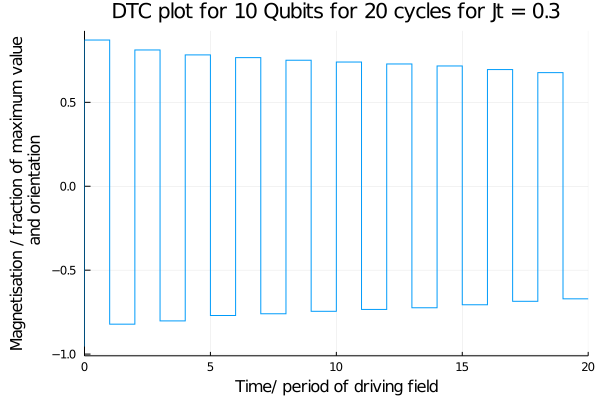 DTC plot for 10 Qubits for 20 cycles for Jt = 0.3
Magnetisation / fraction of maximum value
and orientation
0.5
0.0
−0.5
−1.0
0 5 10 15 20
Time/ period of driving field